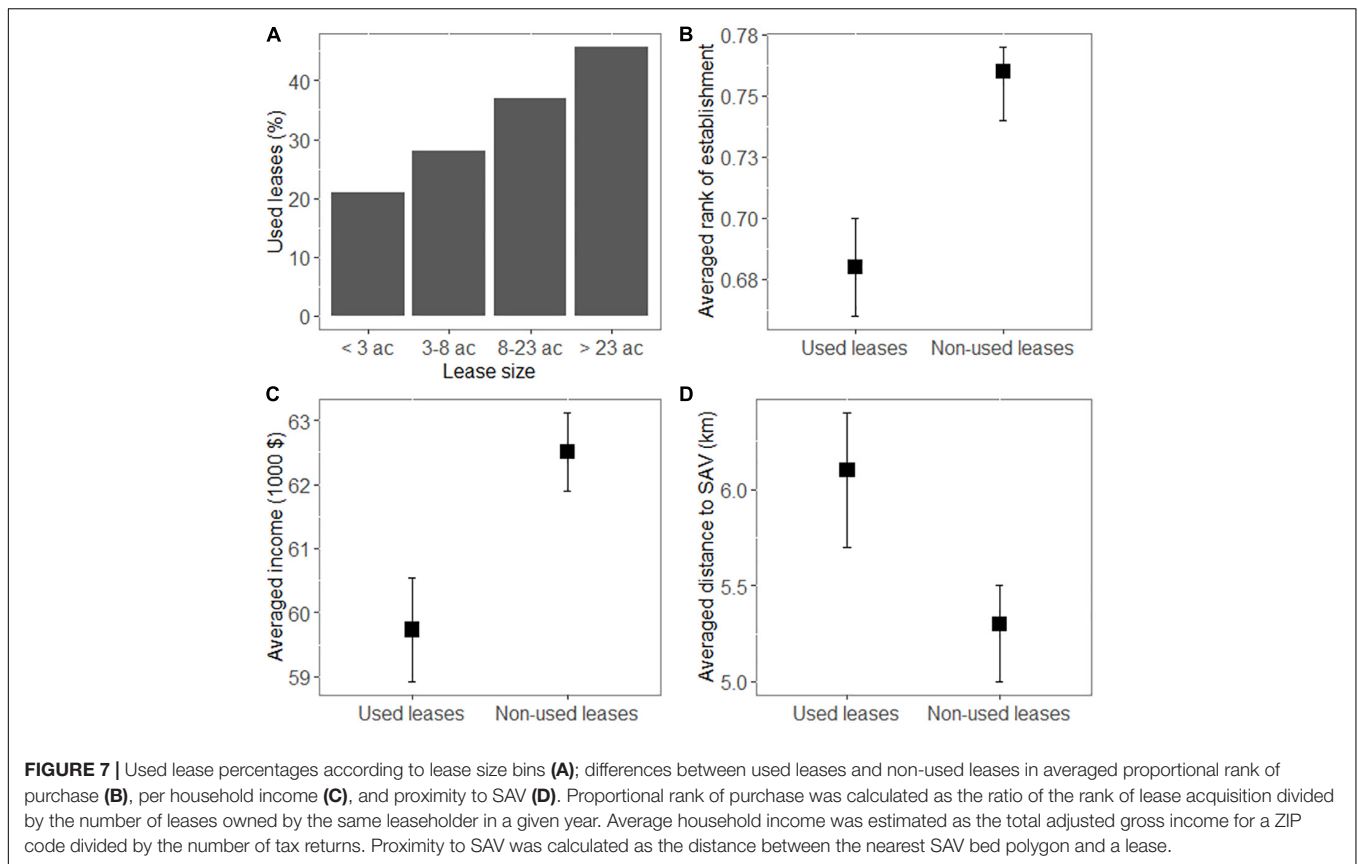 A
Used leases (%)
40
30
20
10
0
< 3 ac 3-8 ac 8-23 ac > 23 ac
Lease size
B
Averaged rank of establishment
0.78
0.75
0.73
0.70
0.68
Used leases Non-used leases
C
Averaged income (1000 $)
63
62
61
60
59
Used leases Non-used leases
D
Averaged distance to SAV (km)
6.0
5.5
5.0
Used leases Non-used leases
FIGURE 7 | Used lease percentages according to lease size bins (A); differences between used leases and non-used leases in averaged proportional rank of
purchase (B), per household income (C), and proximity to SAV (D). Proportional rank of purchase was calculated as the ratio of the rank of lease acquisition divided
by the number of leases owned by the same leaseholder in a given year. Average household income was estimated as the total adjusted gross income for a ZIP
code divided by the number of tax returns. Proximity to SAV was calculated as the distance between the nearest SAV bed polygon and a lease.